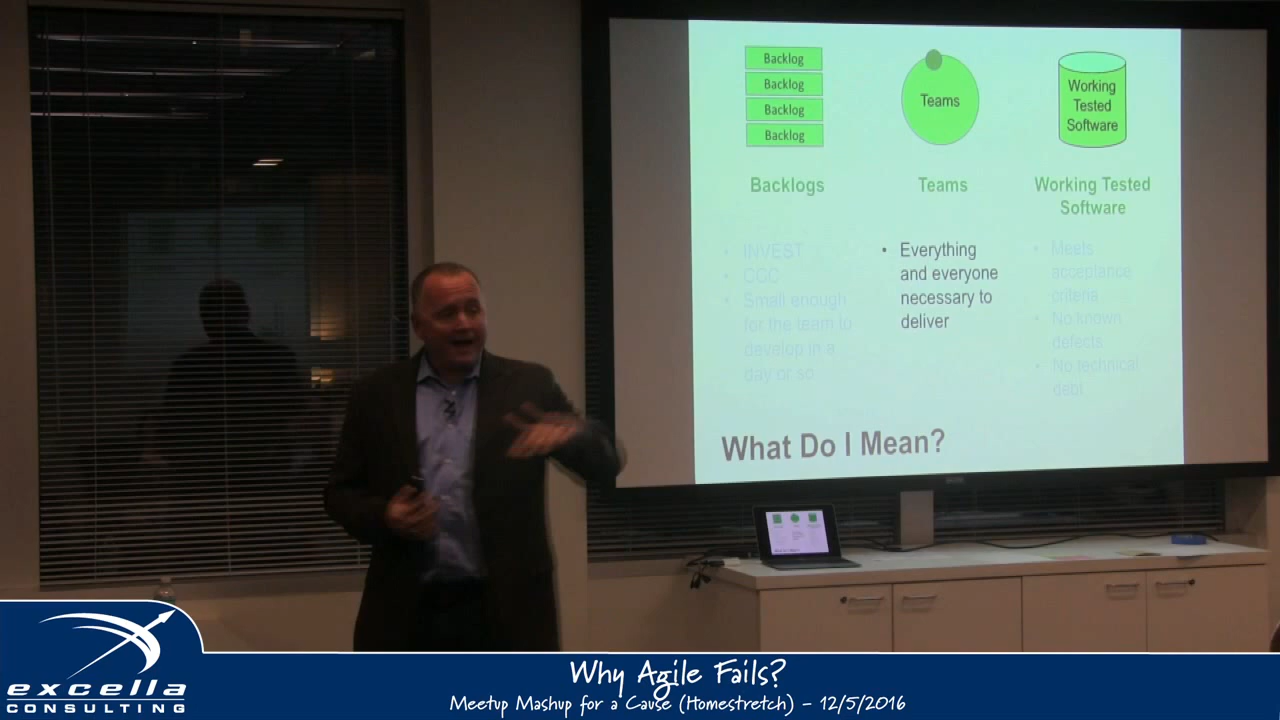 Backlog
Backlog
Backlog
Backlog
Teams
Working
Tested
Software
Backlogs
Teams
Working Tested
Software
• INVEST
• CCC
• Small enough
for the team to
develop in a
day or so
• Everything
and everyone
necessary to
deliver
• Meets
acceptance
criteria
• No known
defects
• No technical
debt
What Do I Mean?
excella
CONSULTING
Why Agile Fails?
Meetup Mashup for a Cause (Homestretch) - 12/5/2016